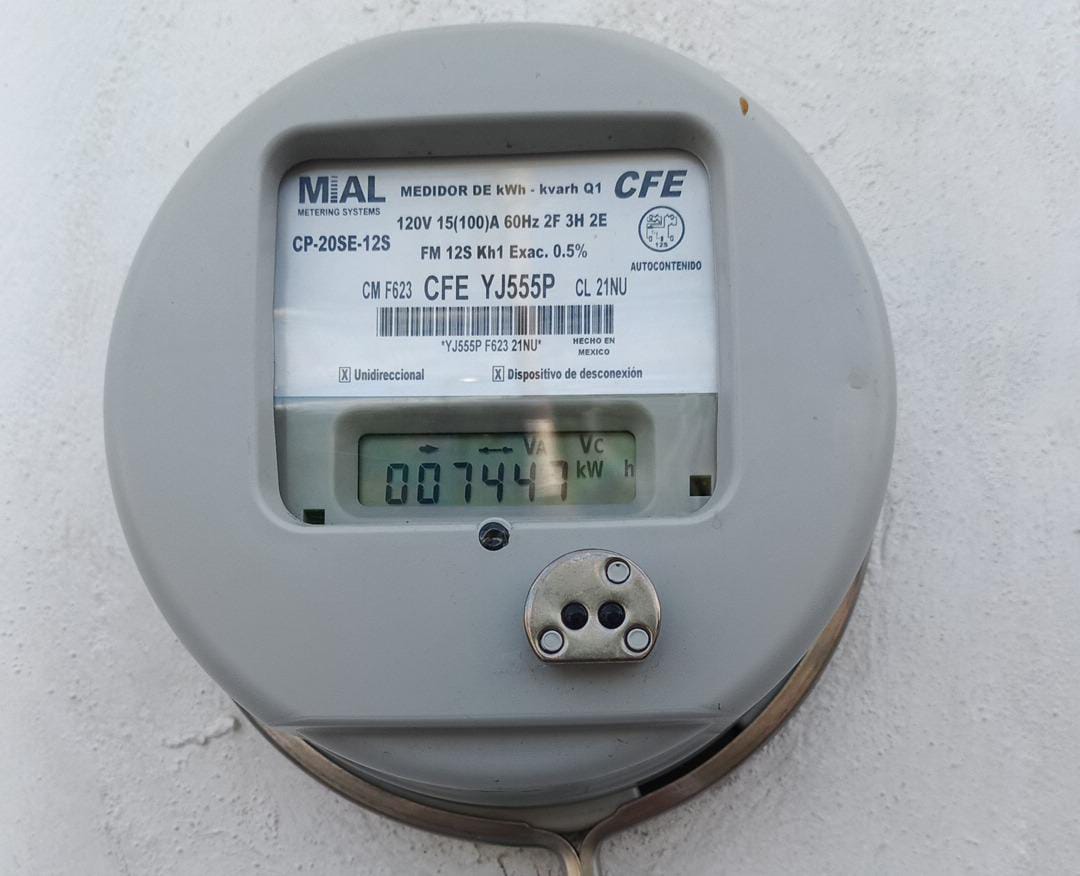 MIAL
METERING SYSTEMS
MEDIDOR DE kWh - kvarh Q1
CFE
120V 15(100)A 60Hz 2F 3H 2E
CP-20SE-12S
FM 12S Kh1 Exac. 0.5%
12S
AUTOCONTENIDO
CM F623 CFE YJ555P CL 21NU
*YJ555P F623 21NU*
HECHO EN
MEXICO
X Unidireccional
X Dispositivo de desconexión
VA VC
007447 kW h